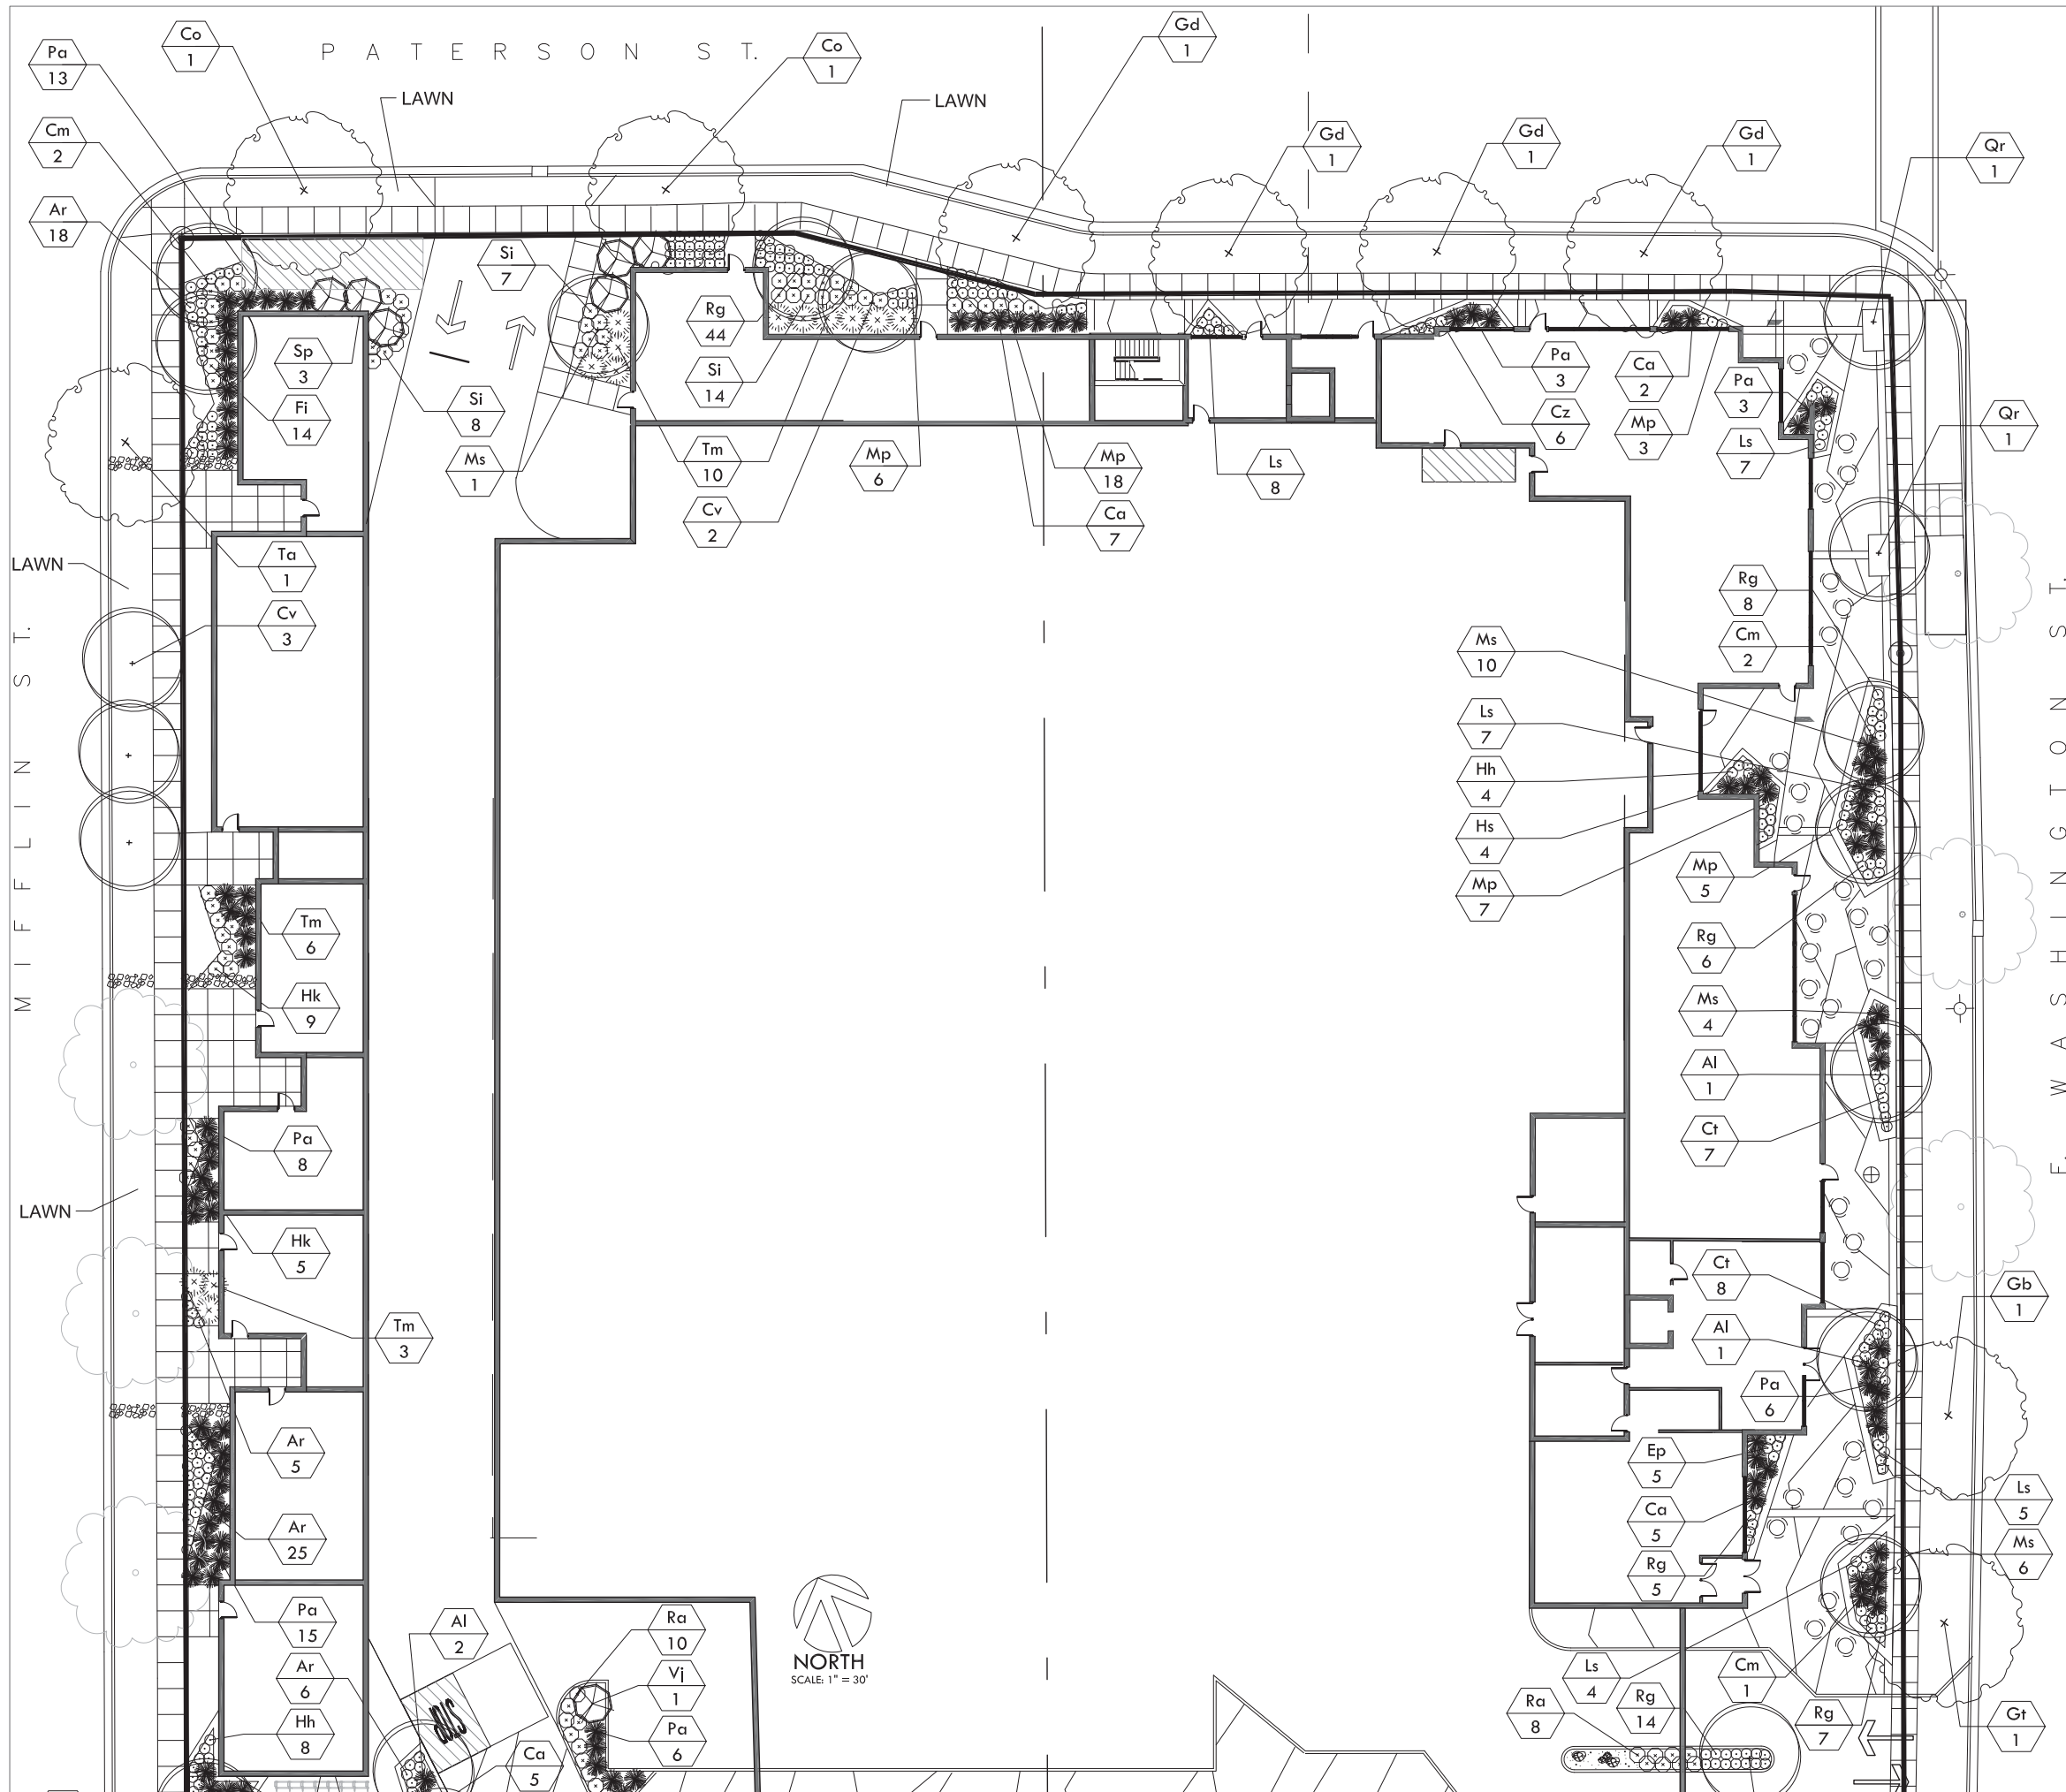 PATERSON ST.
Co
1
Pa
13
Co
1
Gd
1
LAWN
LAWN
Cm
2
Gd
1
Gd
1
Gd
1
Qr
1
Ar
18
Si
7
Rg
44
Sp
3
Si
14
Pa
3
Ca
2
Pa
3
Fi
14
Si
8
Cz
6
Mp
3
Qr
1
Ms
1
Tm
10
Mp
6
Mp
18
Ls
8
Ls
7
Cv
2
Ca
7
LAWN
Ta
1
Cv
3
Rg
8
Cm
2
MIFFLIN ST.
E. WASHINGTON ST.
Ms
10
Ls
7
Hh
4
Hs
4
Mp
7
Mp
5
Tm
6
Rg
6
Hk
9
Ms
4
Al
1
Pa
8
Ct
7
LAWN
Hk
5
Ct
8
Gb
1
Tm
3
Al
1
Pa
6
Ar
5
Ep
5
Ls
5
Ar
25
Ca
5
Ms
6
Rg
5
Pa
15
Al
2
Ra
10
NORTH
SCALE: 1" = 30'
Ar
6
Vj
1
Ls
4
Cm
1
Hh
8
STOP
Pa
6
Ra
8
Rg
14
Rg
7
Gt
1
Ca
5